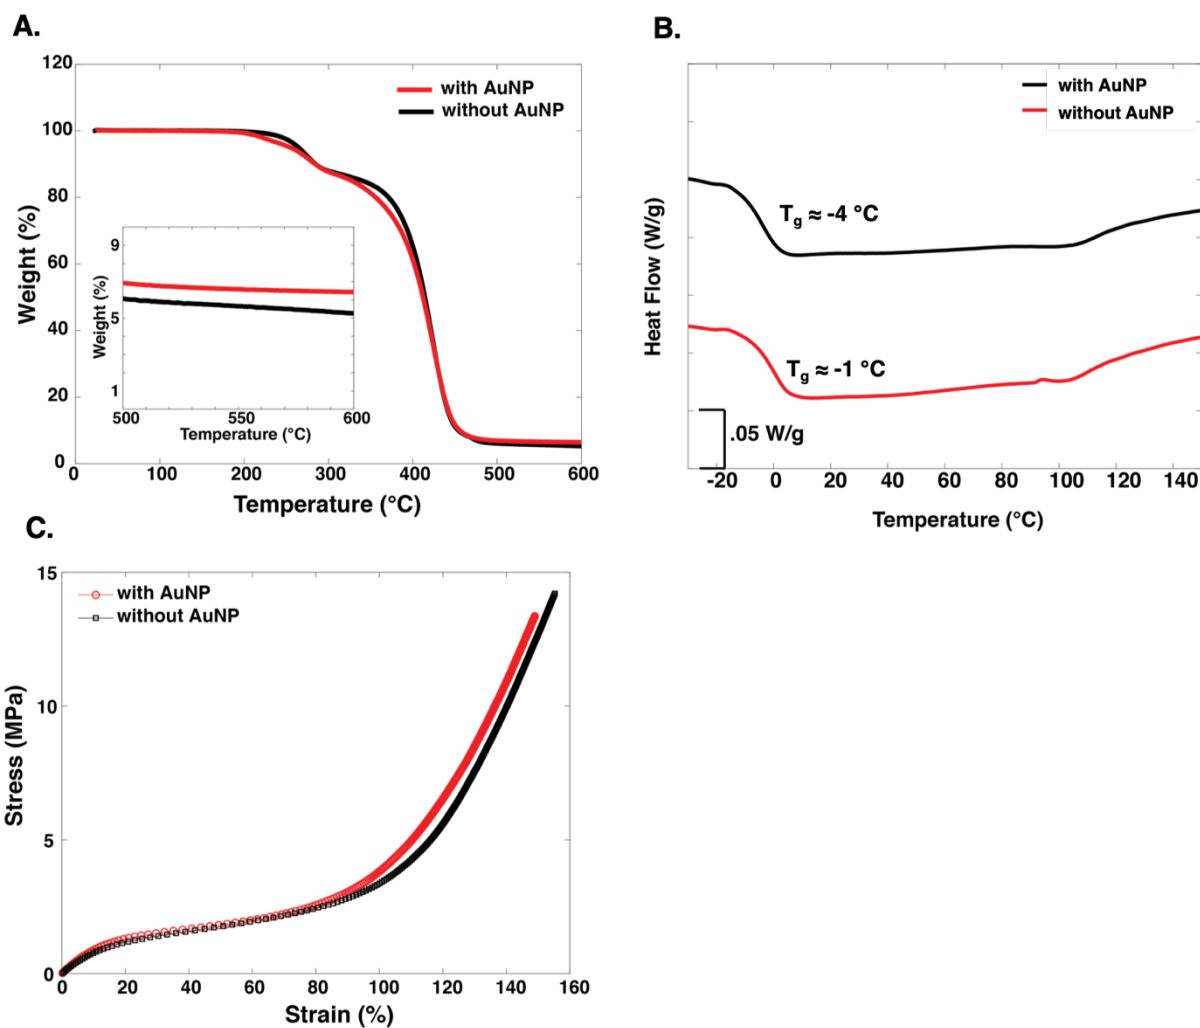 A.
120
100
80
60
40
20
0
Weight (%)
with AuNP
without AuNP
9
5
1
Weight (%)
500 550 600
Temperature (°C)
0 100 200 300 400 500 600
Temperature (°C)
B.
with AuNP
without AuNP
Heat Flow (W/g)
Tg ≈ -4 °C
Tg ≈ -1 °C
.05 W/g
-20 0 20 40 60 80 100 120 140
Temperature (°C)
C.
15
10
5
0
Stress (MPa)
with AuNP
without AuNP
0 20 40 60 80 100 120 140 160
Strain (%)